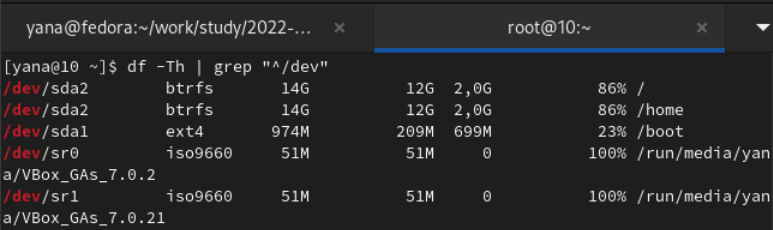 yana@fedora:~/work/study/2022-... ×
root@10:~ ×
[yana@10 ~]$ df -Th | grep "^/dev"
/dev/sda2 btrfs 14G 12G 2,0G 86% /
/dev/sda2 btrfs 14G 12G 2,0G 86% /home
/dev/sda1 ext4 974M 209M 699M 23% /boot
/dev/sr0 iso9660 51M 51M 0 100% /run/media/yan
a/VBox_GAs_7.0.2
/dev/sr1 iso9660 51M 51M 0 100% /run/media/yan
a/VBox_GAs_7.0.21